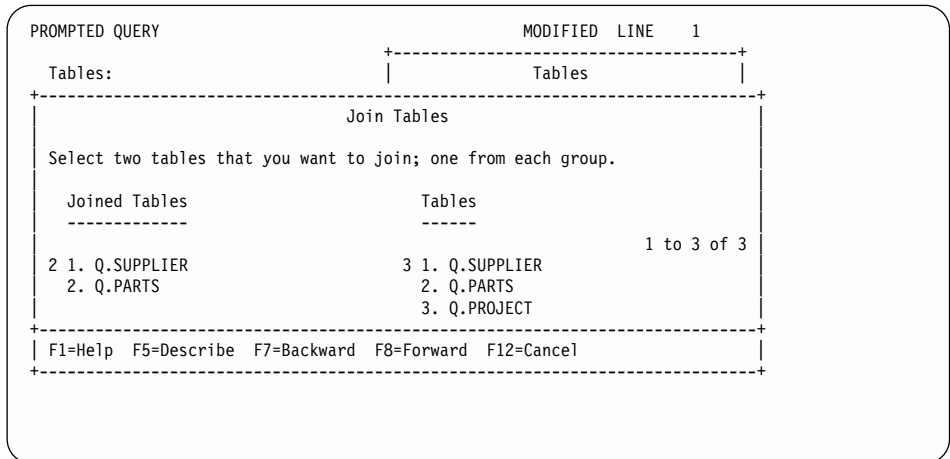 PROMPTED QUERY                                        MODIFIED  LINE    1
                                      +-------------------------------------+
  Tables:                             |               Tables                |
+-----------------------------------------------------------------------------+
|                                 Join Tables                                 |
|                                                                             |
| Select two tables that you want to join; one from each group.               |
|                                                                             |
|   Joined Tables                         Tables                              |
|   -------------                         ------                              |
|                                                                 1 to 3 of 3 |
| 2 1. Q.SUPPLIER                       3 1. Q.SUPPLIER                       |
|   2. Q.PARTS                            2. Q.PARTS                          |
|                                         3. Q.PROJECT                        |
+-----------------------------------------------------------------------------+
| F1=Help  F5=Describe  F7=Backward  F8=Forward  F12=Cancel                   |
+-----------------------------------------------------------------------------+